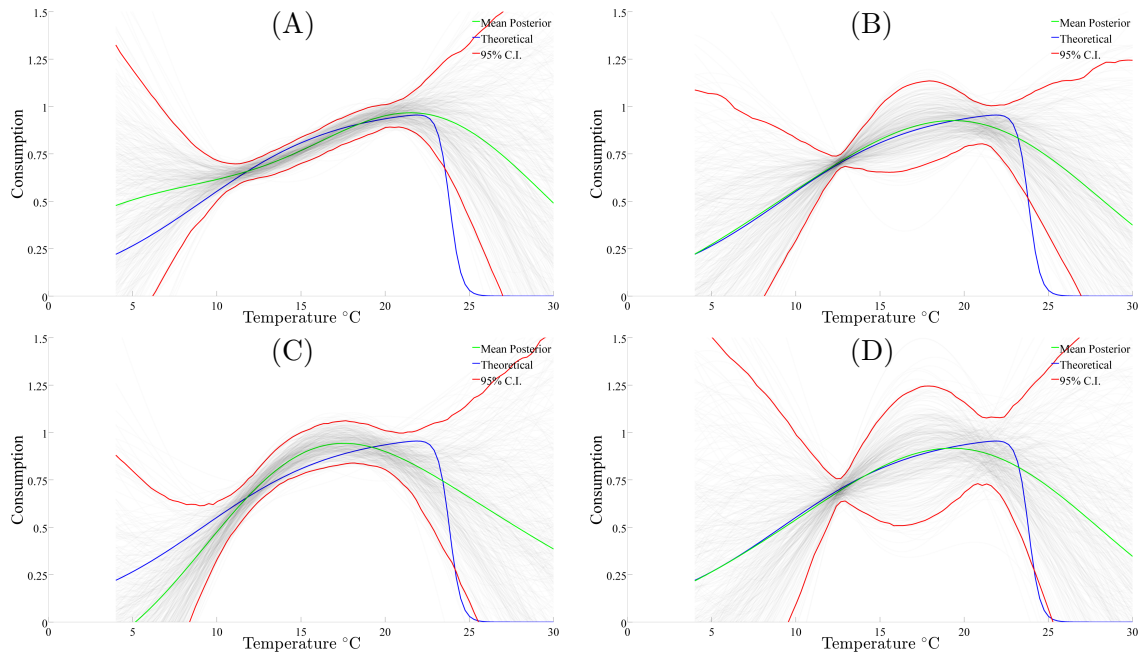 (A)
1.5
1.25
1
0.75
0.5
0.25
0
Consumption
Mean Posterior
Theoretical
95% C.I.
0 5 10 15 20 25 30
Temperature °C
(B)
1.5
1.25
1
0.75
0.5
0.25
0
Consumption
Mean Posterior
Theoretical
95% C.I.
0 5 10 15 20 25 30
Temperature °C
(C)
1.5
1.25
1
0.75
0.5
0.25
0
Consumption
Mean Posterior
Theoretical
95% C.I.
0 5 10 15 20 25 30
Temperature °C
(D)
1.5
1.25
1
0.75
0.5
0.25
0
Consumption
Mean Posterior
Theoretical
95% C.I.
0 5 10 15 20 25 30
Temperature °C